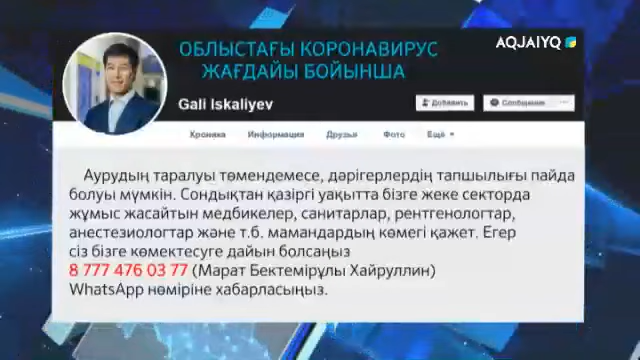 ОБЛЫСТАҒЫ КОРОНАВИРУС
ЖАҒДАЙЫ БОЙЫНША
AQJAIYQ
Gali Iskaliyev
Добавить
Сообщение
Хроника Информация Друзья Фото Ещё
Аурудың таралуы төмендемесе, дәрігерлердің тапшылығы пайда
болуы мүмкін. Сондықтан қазіргі уақытта бізге жеке секторда
жұмыс жасайтын медбикелер, санитарлар, рентгенологтар,
анестезиологтар және т.б. мамандардың көмегі қажет. Егер
сіз бізге көмектесуге дайын болсаңыз
8 777 476 03 77 (Марат Бектемірұлы Хайруллин)
WhatsApp нөміріне хабарласыңыз.